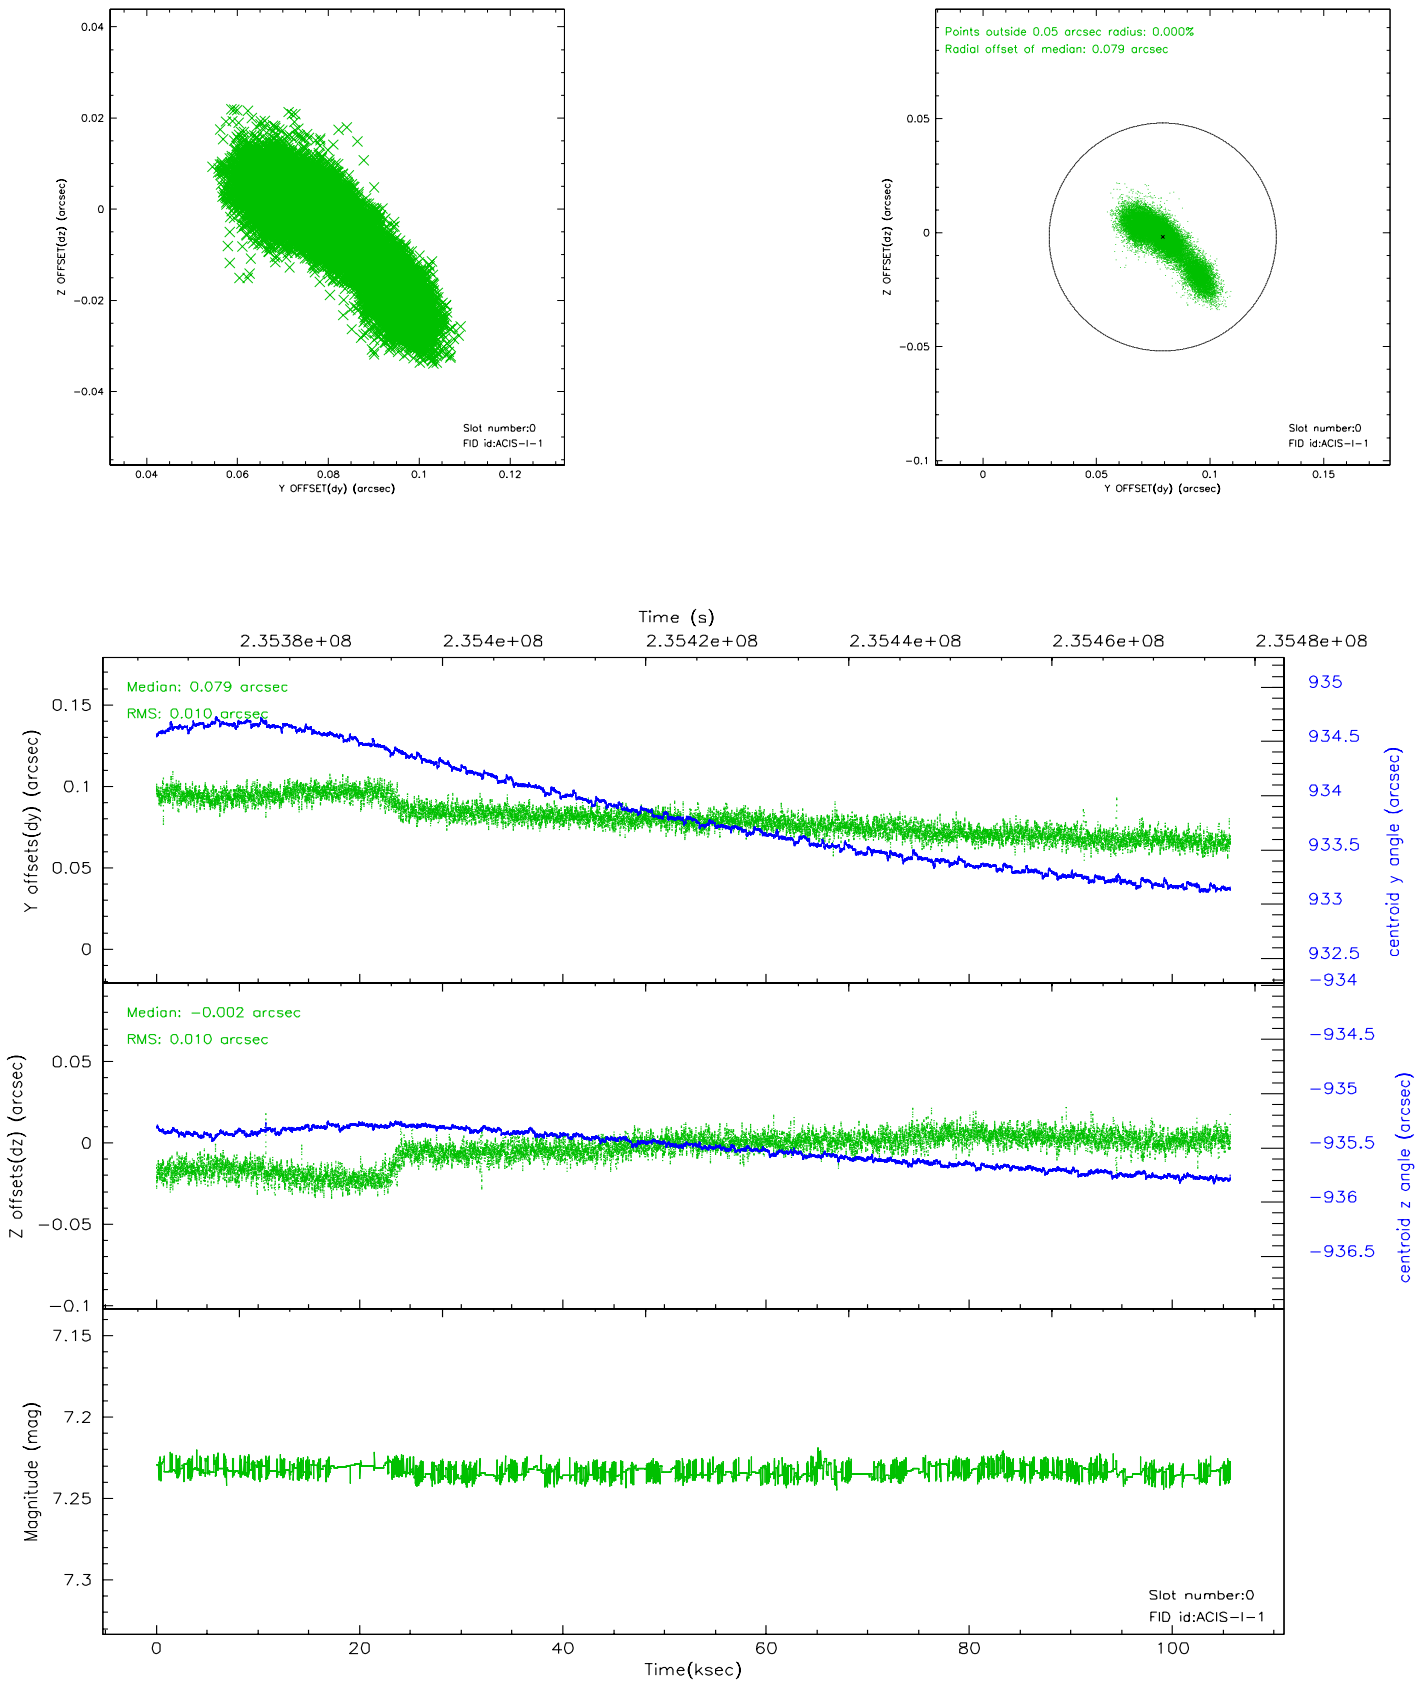 0.04
0.02
0
−0.02
−0.04
Z OFFSET(dz) (arcsec)
Slot number:0
FID id:ACIS−I−1
0.04 0.06 0.08 0.1 0.12
Y OFFSET(dy) (arcsec)
Points outside 0.05 arcsec radius: 0.000%
Radial offset of median: 0.079 arcsec
0.05
0
−0.05
−0.1
Z OFFSET(dz) (arcsec)
Slot number:0
FID id:ACIS−I−1
0 0.05 0.1 0.15
Y OFFSET(dy) (arcsec)
Time (s)
2.3538e+08 2.354e+08 2.3542e+08 2.3544e+08 2.3546e+08 2.3548e+08
Median: 0.079 arcsec
RMS: 0.010 arcsec
0.15
0.1
0.05
0
Y offsets(dy) (arcsec)
935
934.5
934
933.5
933
932.5
centroid y angle (arcsec)
−934
−934.5
−935
−935.5
−936
−936.5
centroid z angle (arcsec)
Median: −0.002 arcsec
RMS: 0.010 arcsec
0.05
0
−0.05
−0.1
Z offsets(dz) (arcsec)
7.15
7.2
7.25
7.3
Magnitude (mag)
Slot number:0
FID id:ACIS−I−1
0 20 40 60 80 100
Time(ksec)